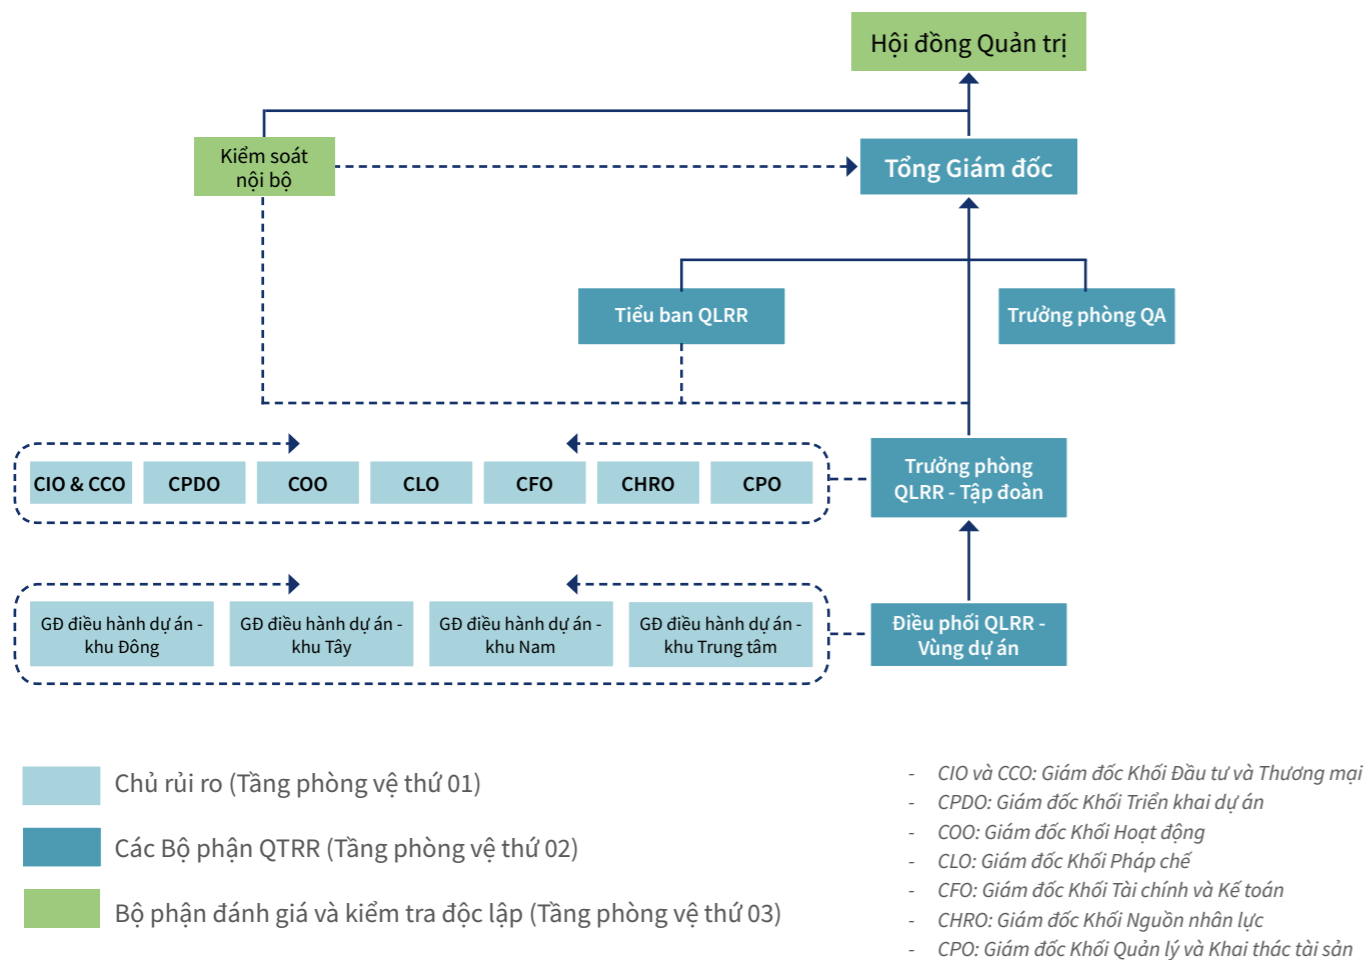 Hội đồng Quản trị
Kiểm soát
nội bộ
Tổng Giám đốc
Tiểu ban QLRR
Trưởng phòng QA
CIO & CCO
CPDO
COO
CLO
CFO
CHRO
CPO
Trưởng phòng
QLRR - Tập đoàn
GĐ điều hành dự án -
khu Đông
GĐ điều hành dự án -
khu Tây
GĐ điều hành dự án -
khu Nam
GĐ điều hành dự án -
khu Trung tâm
Điều phối QLRR -
Vùng dự án
Chủ rủi ro (Tầng phòng vệ thứ 01)
Các Bộ phận QTRR (Tầng phòng vệ thứ 02)
Bộ phận đánh giá và kiểm tra độc lập (Tầng phòng vệ thứ 03)
- CIO và CCO: Giám đốc Khối Đầu tư và Thương mại
- CPDO: Giám đốc Khối Triển khai dự án
- COO: Giám đốc Khối Hoạt động
- CLO: Giám đốc Khối Pháp chế
- CFO: Giám đốc Khối Tài chính và Kế toán
- CHRO: Giám đốc Khối Nguồn nhân lực
- CPO: Giám đốc Khối Quản lý và Khai thác tài sản